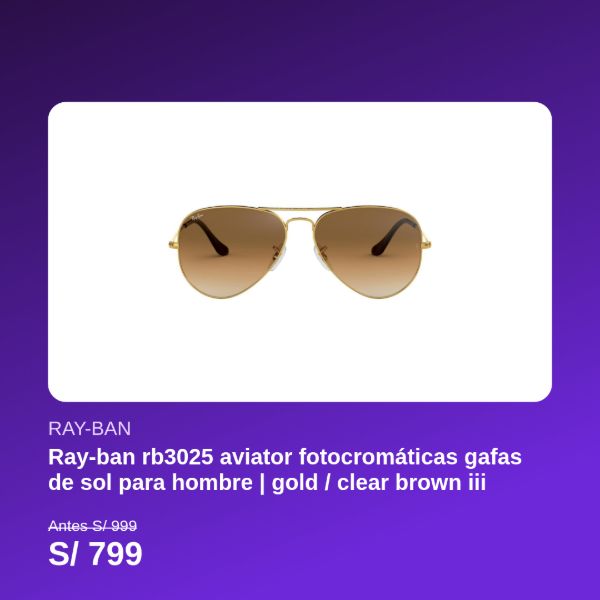 RAY-BAN
Ray-ban rb3025 aviator fotocromáticas gafas
de sol para hombre | gold / clear brown iii
Antes S/ 999
S/ 799